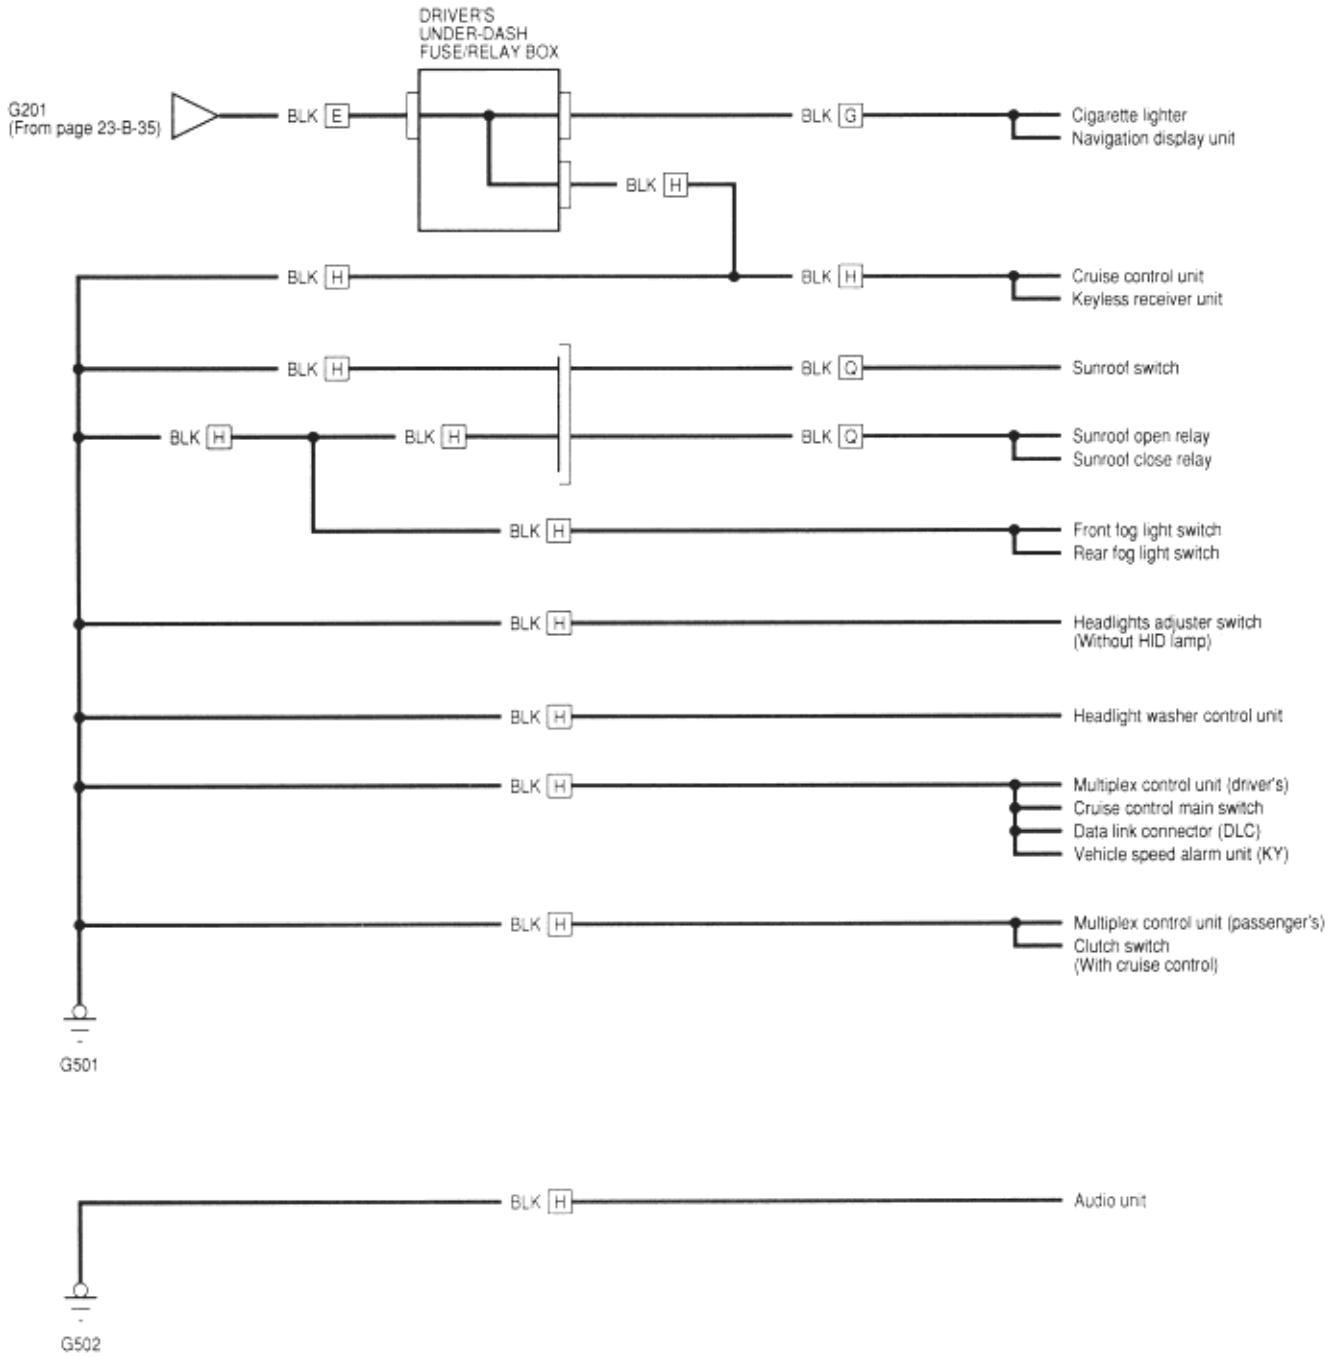 DRIVER'S
UNDER-DASH
FUSE/RELAY BOX
G201
(From page 23-B-35)
BLK E
BLK G
Cigarette lighter
Navigation display unit
BLK H
BLK H
BLK H
Cruise control unit
Keyless receiver unit
BLK H
BLK Q
Sunroof switch
BLK H
BLK H
BLK Q
Sunroof open relay
Sunroof close relay
BLK H
Front fog light switch
Rear fog light switch
BLK H
Headlights adjuster switch
(Without HID lamp)
BLK H
Headlight washer control unit
BLK H
Multiplex control unit (driver's)
Cruise control main switch
Data link connector (DLC)
Vehicle speed alarm unit (KY)
BLK H
Multiplex control unit (passenger's)
Clutch switch
(With cruise control)
G501
BLK H
Audio unit
G502